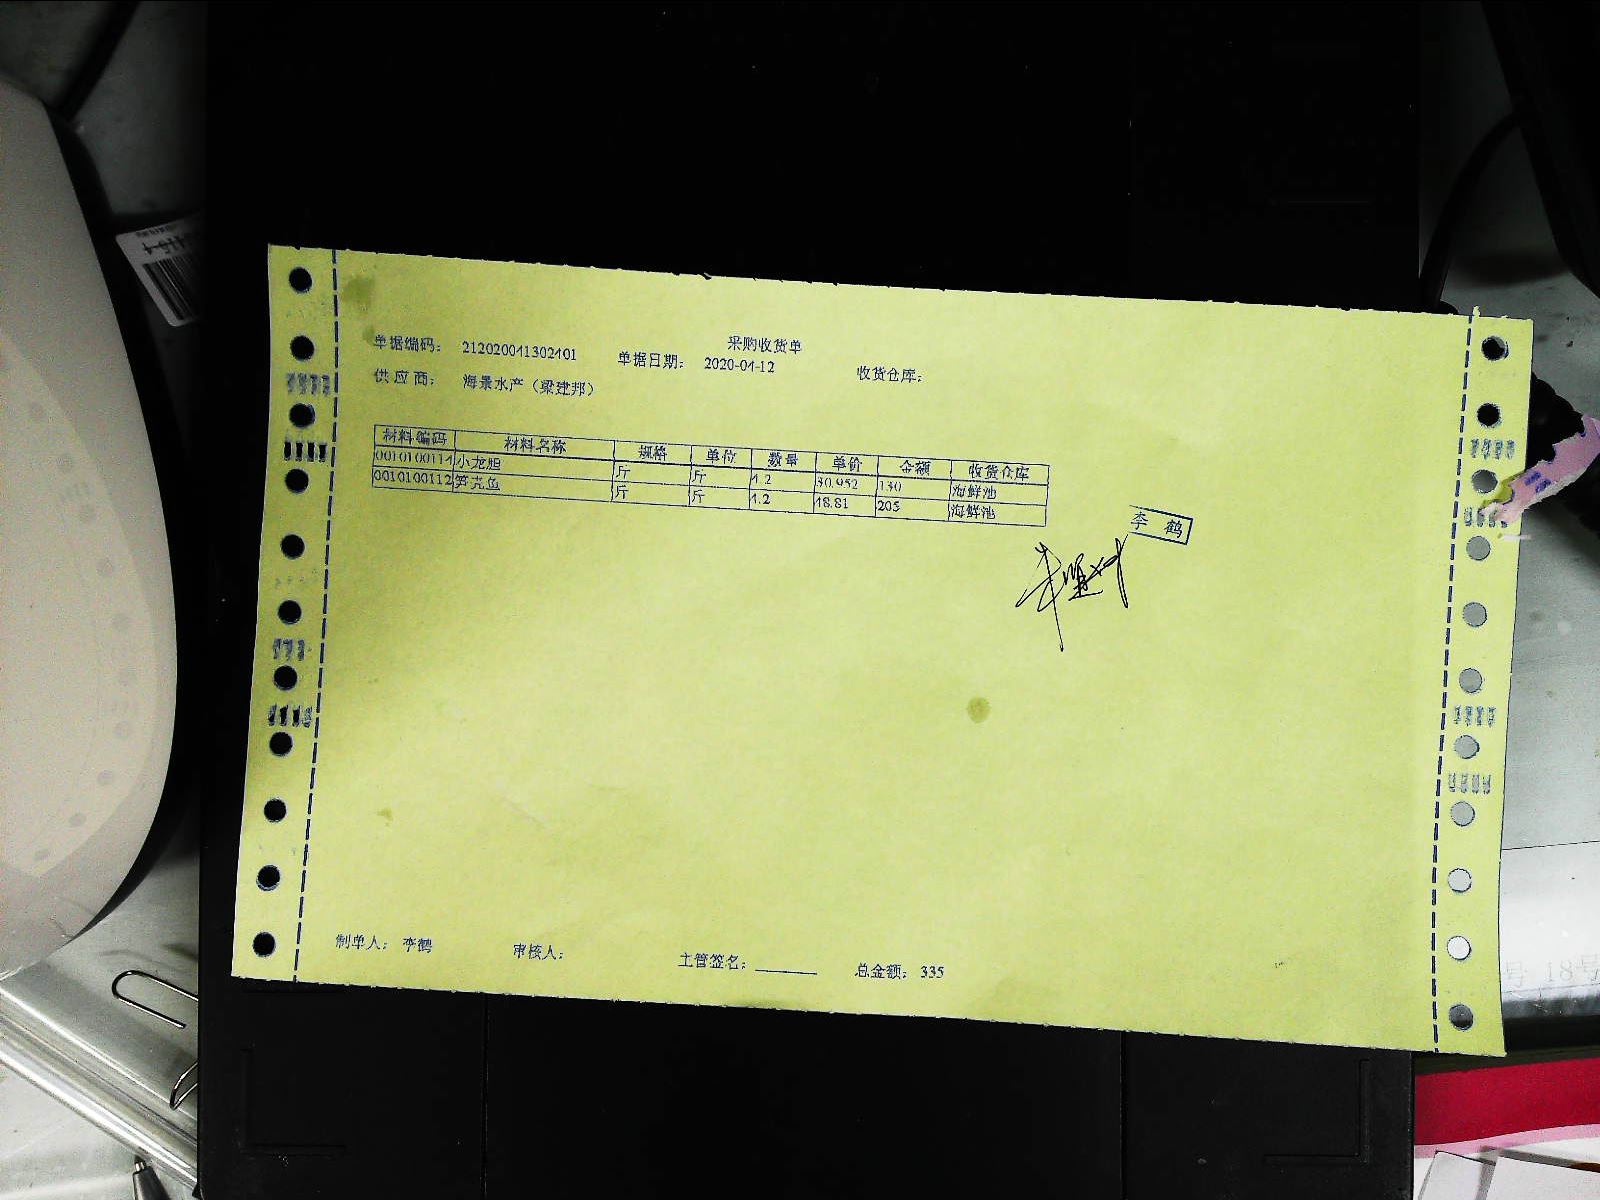 采购收货单
单据编码： 212020041302401 单据日期： 2020-04-12 收货仓库：
供 应 商： 海景水产（梁建邦）
材料编码 材料名称 规格 单位 数量 单价 金额 收货仓库
0010100114 小龙胆 斤 斤 4.2 30.952 130 海鲜池
0010100112 笋壳鱼 斤 斤 4.2 48.81 205 海鲜池
李 鹤
制单人： 李鹤 审核人： 主管签名：______ 总金额： 335